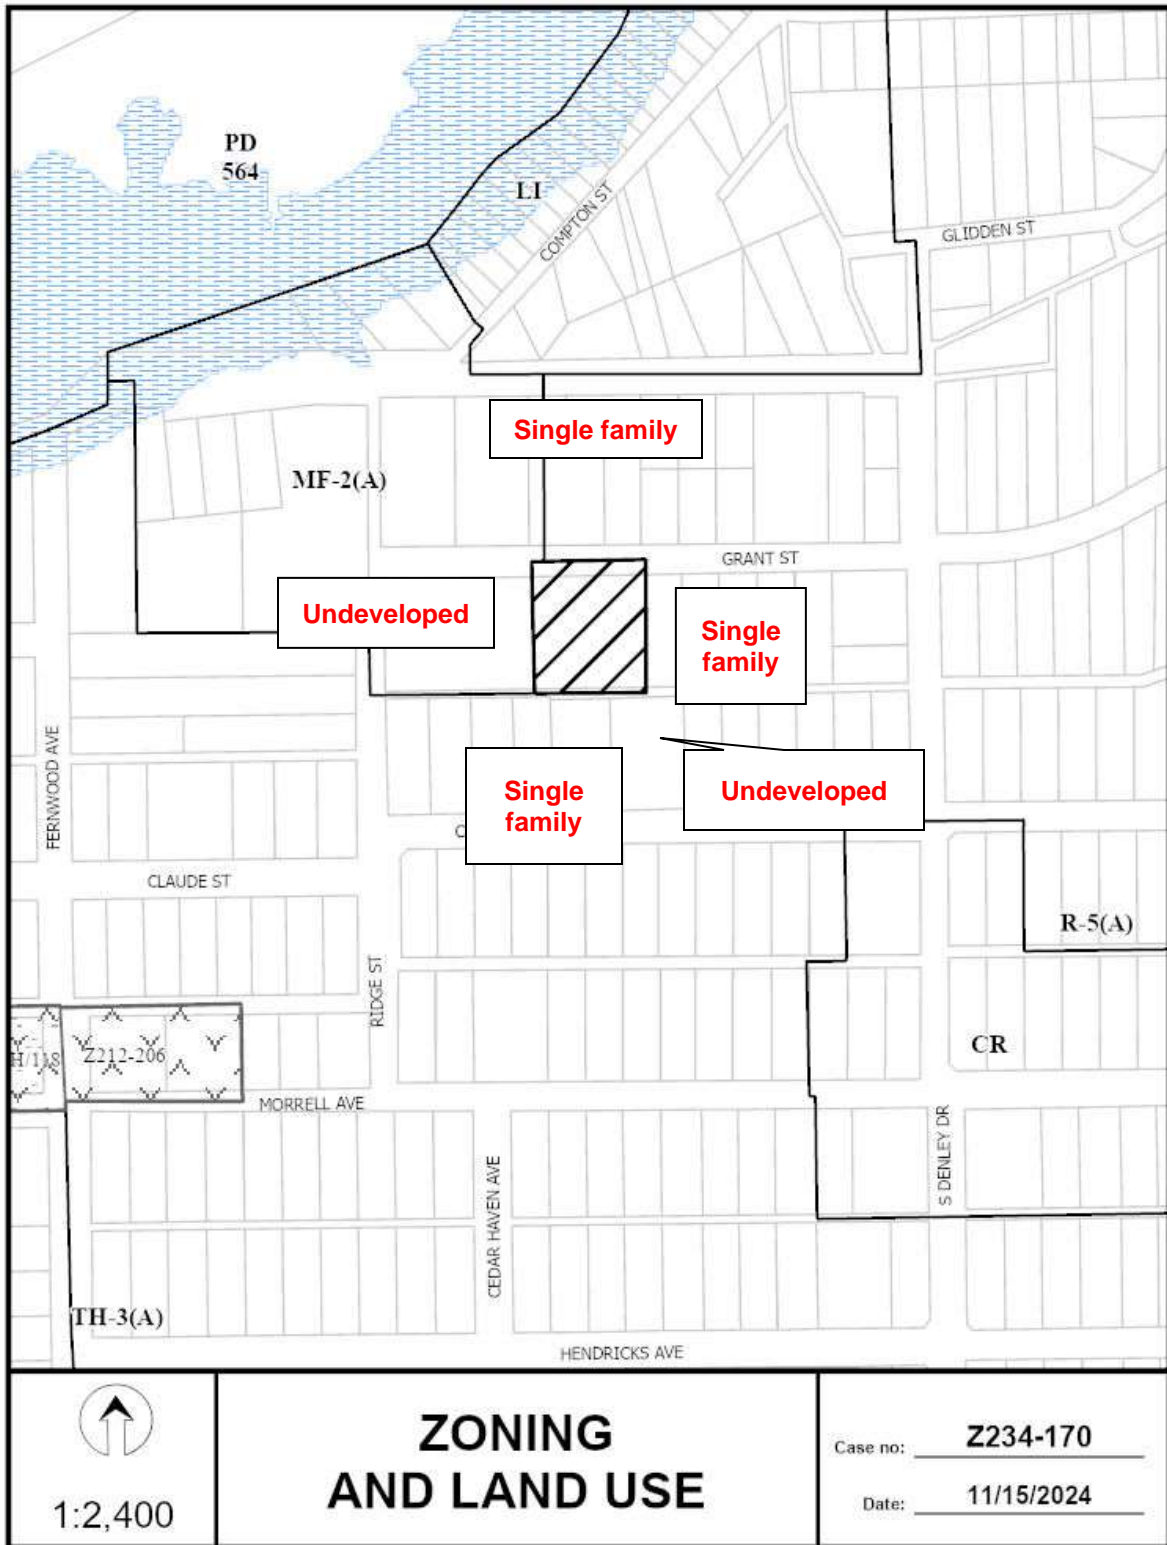 PD
564
LI
COMPTON ST
GLIDDEN ST
Single family
MF-2(A)
GRANT ST
Undeveloped
Single
family
FERNWOOD AVE
Single
family
Undeveloped
C
CLAUDE ST
R-5(A)
RIDGE ST
H/118
Z212-206
CR
MORRELL AVE
S DENLEY DR
CEDAR HAVEN AVE
TH-3(A)
HENDRICKS AVE
1:2,400
ZONING
AND LAND USE
Case no: Z234-170
Date: 11/15/2024